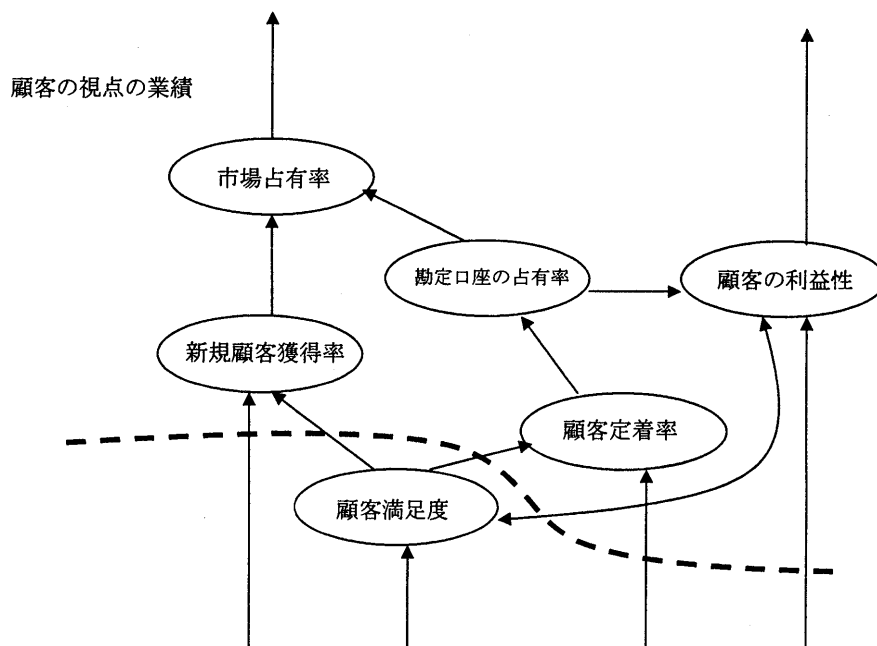 顧客の視点の業績
市場占有率
勘定口座の占有率
顧客の利益性
新規顧客獲得率
顧客定着率
顧客満足度